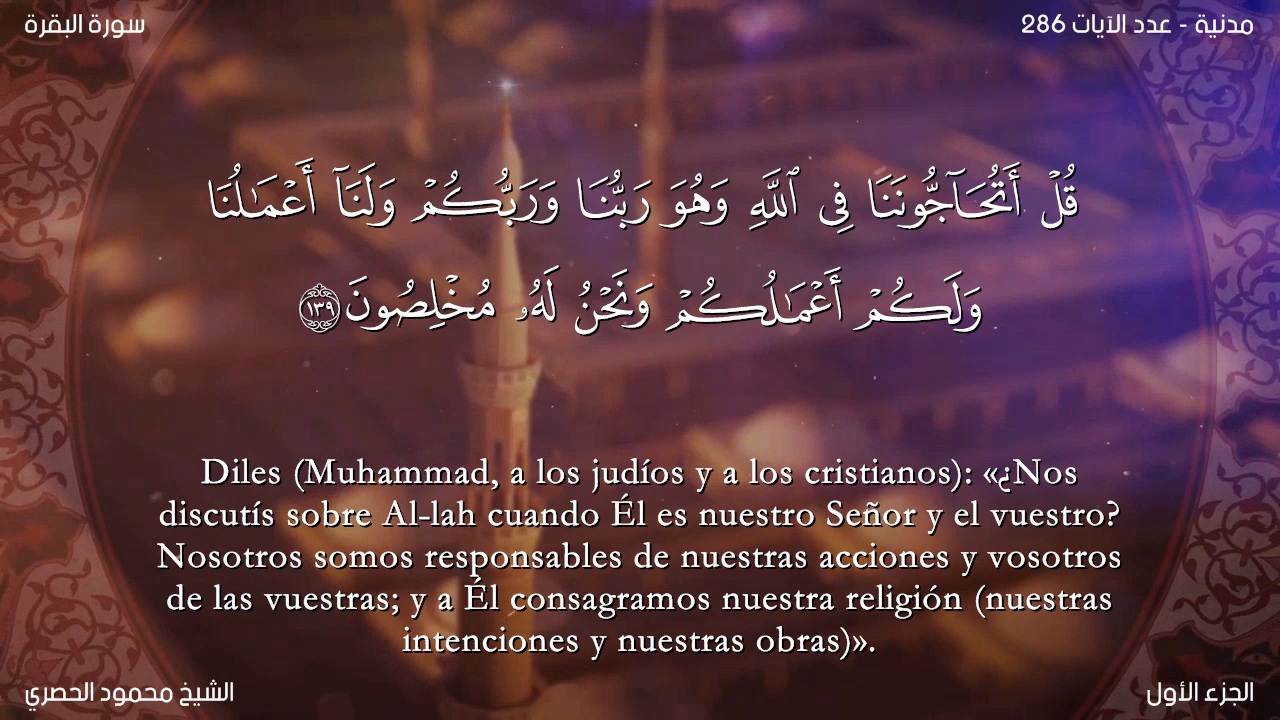 سورة البقرة
مدنية - عدد الآيات 286
قُلْ أَتُحَآجُّونَنَا فِى ٱللَّهِ وَهُوَ رَبُّنَا وَرَبُّكُمْ وَلَنَآ أَعْمَـٰلُنَا
وَلَكُمْ أَعْمَـٰلُكُمْ وَنَحْنُ لَهُۥ مُخْلِصُونَ ١٣٩
Diles (Muhammad, a los judíos y a los cristianos): «¿Nos
discutís sobre Al-lah cuando Él es nuestro Señor y el vuestro?
Nosotros somos responsables de nuestras acciones y vosotros
de las vuestras; y a Él consagramos nuestra religión (nuestras
intenciones y nuestras obras)».
الشيخ محمود الحصري
الجزء الأول